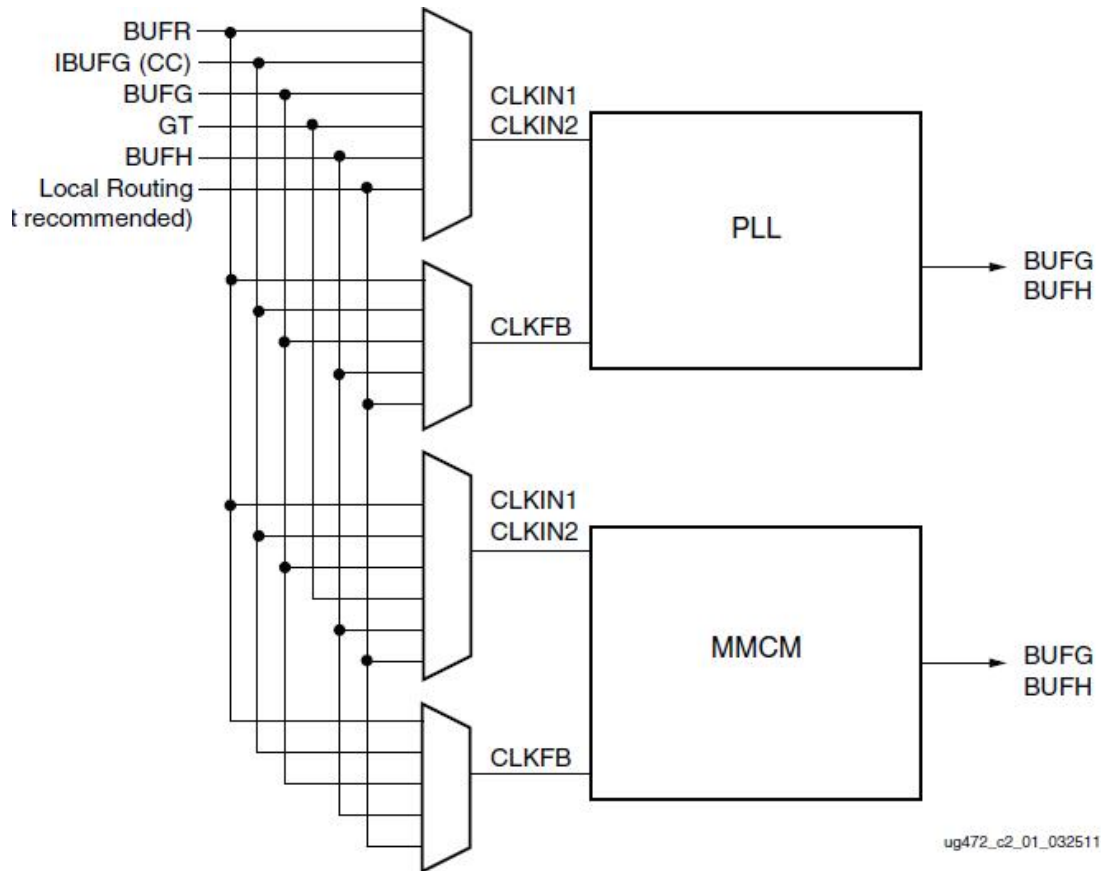 BUFR
IBUFG (CC)
BUFG
GT
BUFH
Local Routing
t recommended)
CLKIN1
CLKIN2
PLL
BUFG
BUFH
CLKFB
CLKIN1
CLKIN2
MMCM
BUFG
BUFH
CLKFB
ug472_c2_01_032511